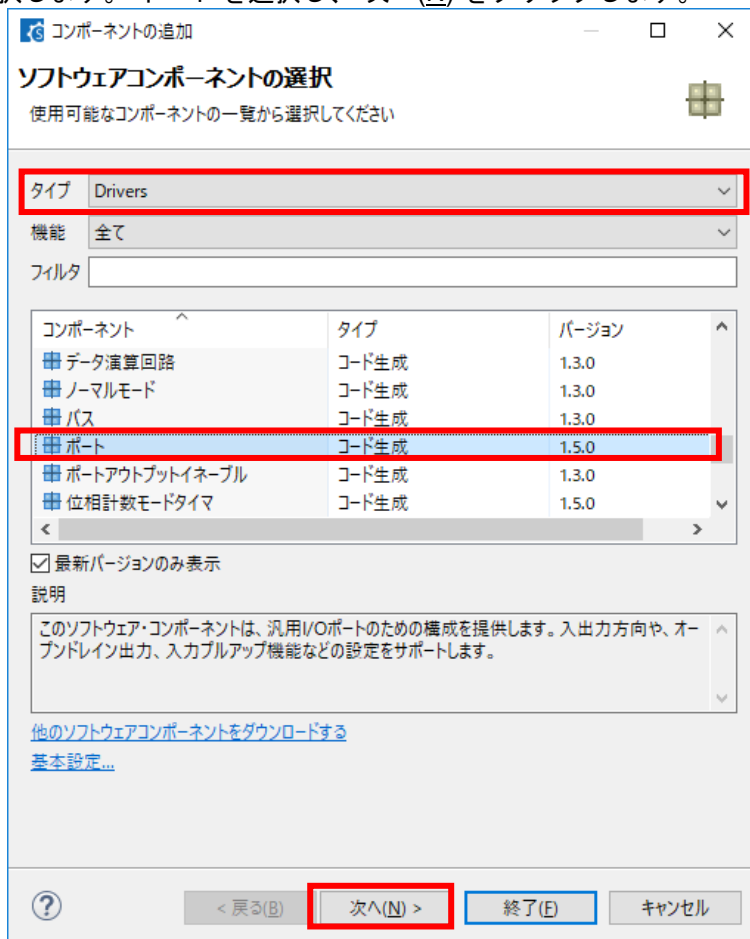 (N) をクリックします。
コンポーネントの追加
ソフトウェアコンポーネントの選択
使用可能なコンポーネントの一覧から選択してください
タイプ Drivers
機能 全て
フィルタ
コンポーネント タイプ バージョン
データ演算回路 コード生成 1.3.0
ノーマルモード コード生成 1.3.0
バス コード生成 1.3.0
ポート コード生成 1.5.0
ポートアウトプットイネーブル コード生成 1.3.0
位相計数モードタイマ コード生成 1.5.0
最新バージョンのみ表示
説明
このソフトウェア・コンポーネントは、汎用I/Oポートのための構成を提供します。入出力方向や、オー
プンドレイン出力、入力プルアップ機能などの設定をサポートします。
他のソフトウェアコンポーネントをダウンロードする
基本設定...
< 戻る(B) 次へ(N) > 終了(F) キャンセル